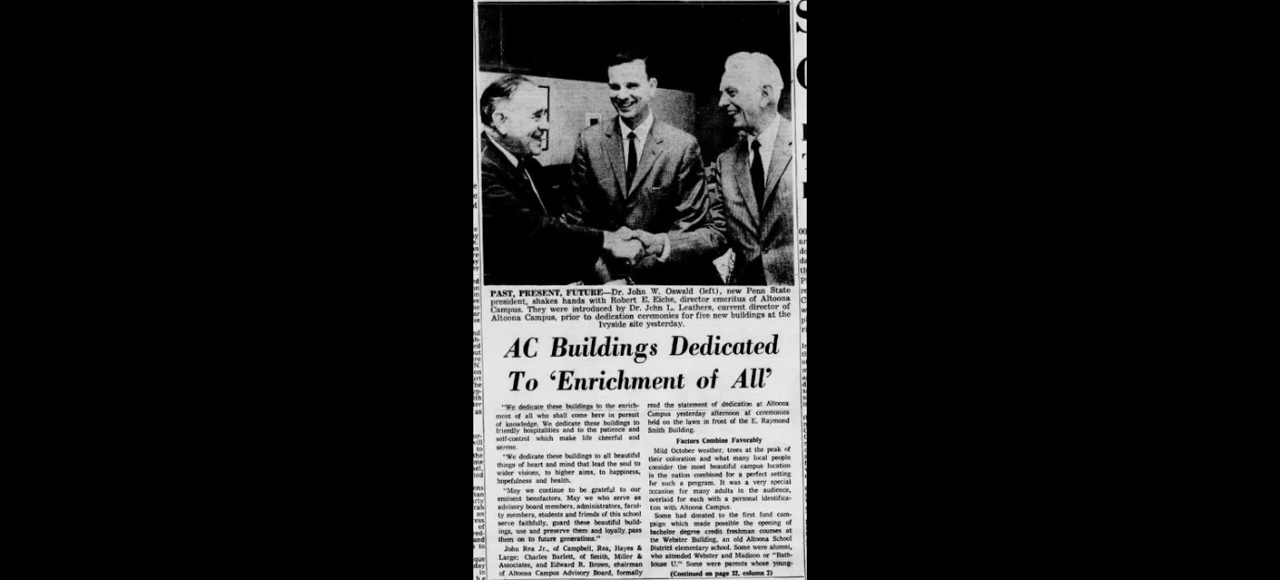 PAST, PRESENT, FUTURE—Dr. John W. Oswald (left), new Penn State
president, shakes hands with Robert E. Eiche, director emeritus of Altoona
Campus. They were introduced by Dr. John L. Leathers, current director of
Altoona Campus, prior to dedication ceremonies for five new buildings at the
Ivyside site yesterday.
AC Buildings Dedicated
To ‘Enrichment of All’
"We dedicate these buildings to the enrich-
ment of all who shall come here in pursuit
of knowledge. We dedicate these buildings to
friendly hospitalities and to the patience and
self-control which make life cheerful and
serene.
"We dedicate these buildings to all beautiful
things of heart and mind that lead the soul to
wider visions, to higher aims, to happiness,
hopefulness and health.
"May we continue to be grateful to our
eminent benefactors. May we who serve as
advisory board members, administrators, facul-
ty members, students and friends of this school
serve faithfully, guard these beautiful build-
ings, use and preserve them and loyally pass
them on to future generations."
John Rea Jr., of Campbell, Rea, Hayes &
Large; Charles Burlett, of Smith, Miller &
Associates, and Edward R. Brown, chairman
of Altoona Campus Advisory Board, formally
read the statement of dedication at Altoona
Campus yesterday afternoon at ceremonies
held on the lawn in front of the E. Raymond
Smith Building.
Factors Combine Favorably
Mild October weather, trees at the peak of
their coloration and what many local people
consider the most beautiful campus location
in the nation combined for a perfect setting
for such a program. It was a very special
occasion for many adults in the audience,
overlaid for each with a personal identifica-
tion with Altoona Campus.
Some had donated to the first fund cam-
paign which made possible the opening of
bachelor degree credit freshman courses at
the Webster Building, an old Altoona School
District elementary school. Some were alumni,
who attended Webster and Madison or "Bath-
house U." Some were parents whose young-
(Continued on page 32, column 2)